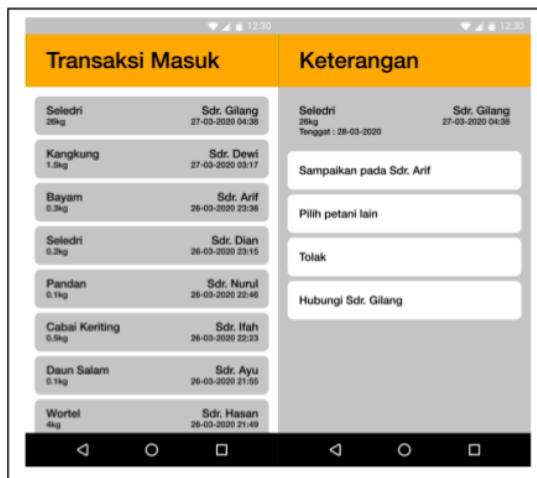 12:30
Transaksi Masuk
Seledri Sdr. Gilang
26kg 27-03-2020 04:38
Kangkung Sdr. Dewi
1.5kg 27-03-2020 03:17
Bayam Sdr. Arif
0.3kg 26-03-2020 23:38
Seledri Sdr. Dian
0.2kg 26-03-2020 23:15
Pandan Sdr. Nurul
0.1kg 26-03-2020 22:46
Cabai Keriting Sdr. Ifah
0.5kg 26-03-2020 22:23
Daun Salam Sdr. Ayu
0.1kg 26-03-2020 21:55
Wortel Sdr. Hasan
4kg 26-03-2020 21:49
12:30
Keterangan
Seledri Sdr. Gilang
26kg 27-03-2020 04:38
Tenggat : 28-03-2020
Sampaikan pada Sdr. Arif
Pilih petani lain
Tolak
Hubungi Sdr. Gilang